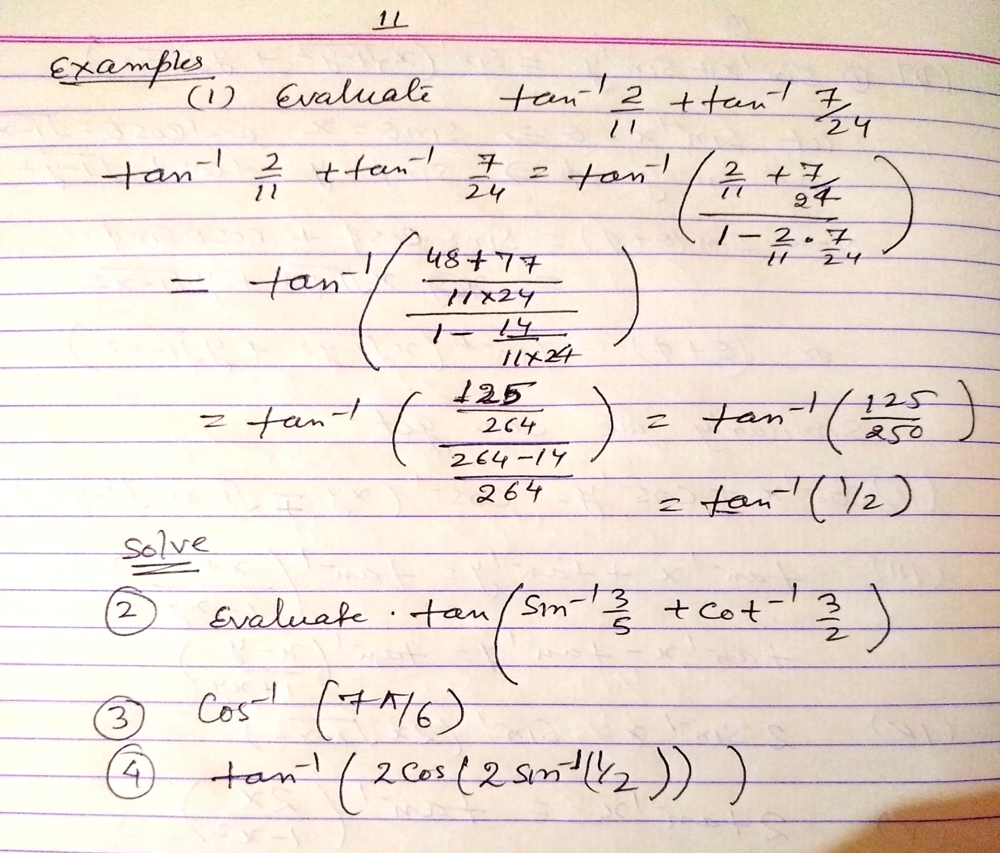 11
Examples
(1) Evaluate tan⁻¹ 2/11 + tan⁻¹ 7/24
tan⁻¹ 2/11 + tan⁻¹ 7/24 = tan⁻¹ ( (2/11 + 7/24) / (1 - 2/11 · 7/24) )
= tan⁻¹ ( ((48+77) / (11×24)) / (1 - 14/(11×24)) )
= tan⁻¹ ( (125/264) / ((264-14)/264) ) = tan⁻¹ ( 125/250 )
= tan⁻¹ ( 1/2 )
Solve
② Evaluate . tan ( Sin⁻¹ 3/5 + Cot⁻¹ 3/2 )
③ Cos⁻¹ ( 7π/6 )
④ tan⁻¹ ( 2 Cos ( 2 Sin⁻¹ (1/2 )) )